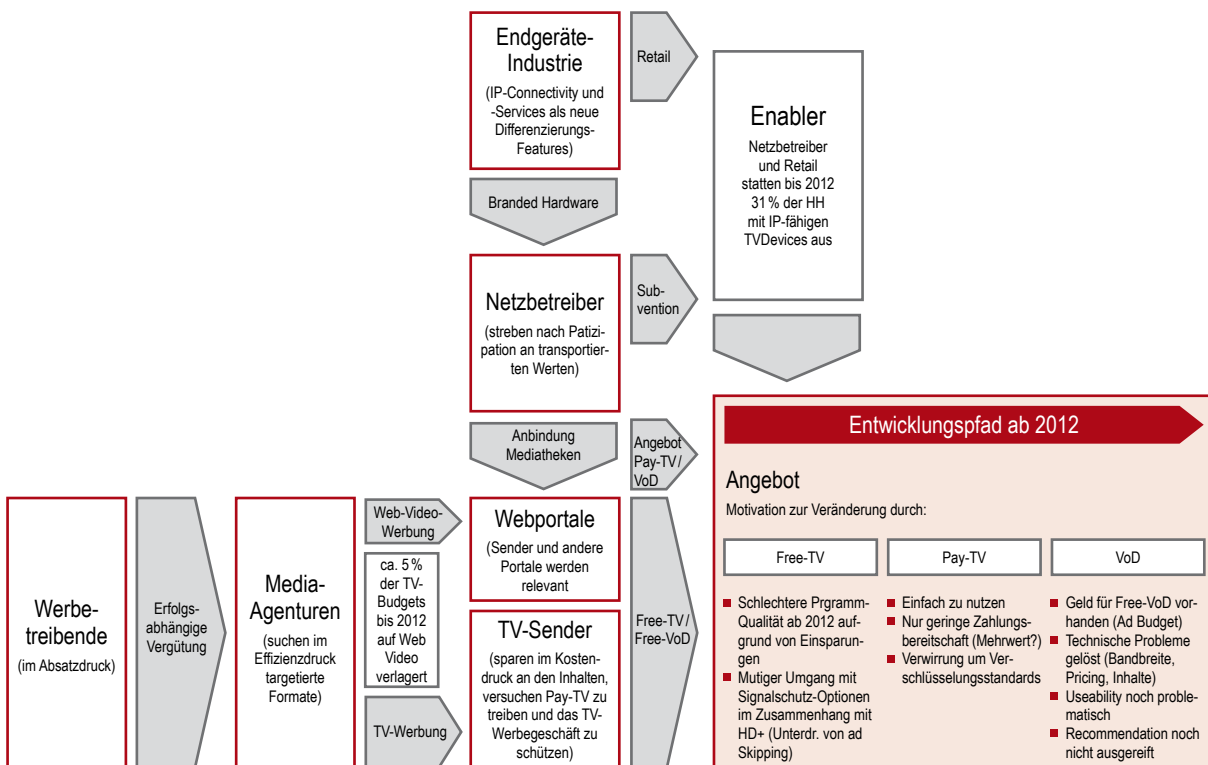 Endgeräte-
Industrie
(IP-Connectivity und
-Services als neue
Differenzierungs-
Features)
Retail
Enabler
Netzbetreiber
und Retail
statten bis 2012
31 % der HH
mit IP-fähigen
TVDevices aus
Branded Hardware
Netzbetreiber
(streben nach Patizi-
pation an transportier-
ten Werten)
Sub-
vention
Anbindung
Mediatheken
Angebot
Pay-TV /
VoD
Werbe-
treibende
(im Absatzdruck)
Erfolgs-
abhängige
Vergütung
Media-
Agenturen
(suchen im
Effizienzdruck
targetierte
Formate)
Web-Video-
Werbung
ca. 5 %
der TV-
Budgets
bis 2012
auf Web
Video
verlagert
TV-Werbung
Webportale
(Sender und andere
Portale werden
relevant
TV-Sender
(sparen im Kosten-
druck an den Inhalten,
versuchen Pay-TV zu
treiben und das TV-
Werbegeschäft zu
schützen)
Free-TV /
Free-VoD
Entwicklungspfad ab 2012
Angebot
Motivation zur Veränderung durch:
Free-TV
Schlechtere Prgramm-
Qualität ab 2012 auf-
grund von Einsparun-
gen
Mutiger Umgang mit
Signalschutz-Optionen
im Zusammenhang mit
HD+ (Unterdr. von ad
Skipping)
Pay-TV
Einfach zu nutzen
Nur geringe Zahlungs-
bereitschaft (Mehrwert?)
Verwirrung um Ver-
schlüsselungsstandards
VoD
Geld für Free-VoD vor-
handen (Ad Budget)
Technische Probleme
gelöst (Bandbreite,
Pricing, Inhalte)
Useability noch proble-
matisch
Recommendation noch
nicht ausgereift